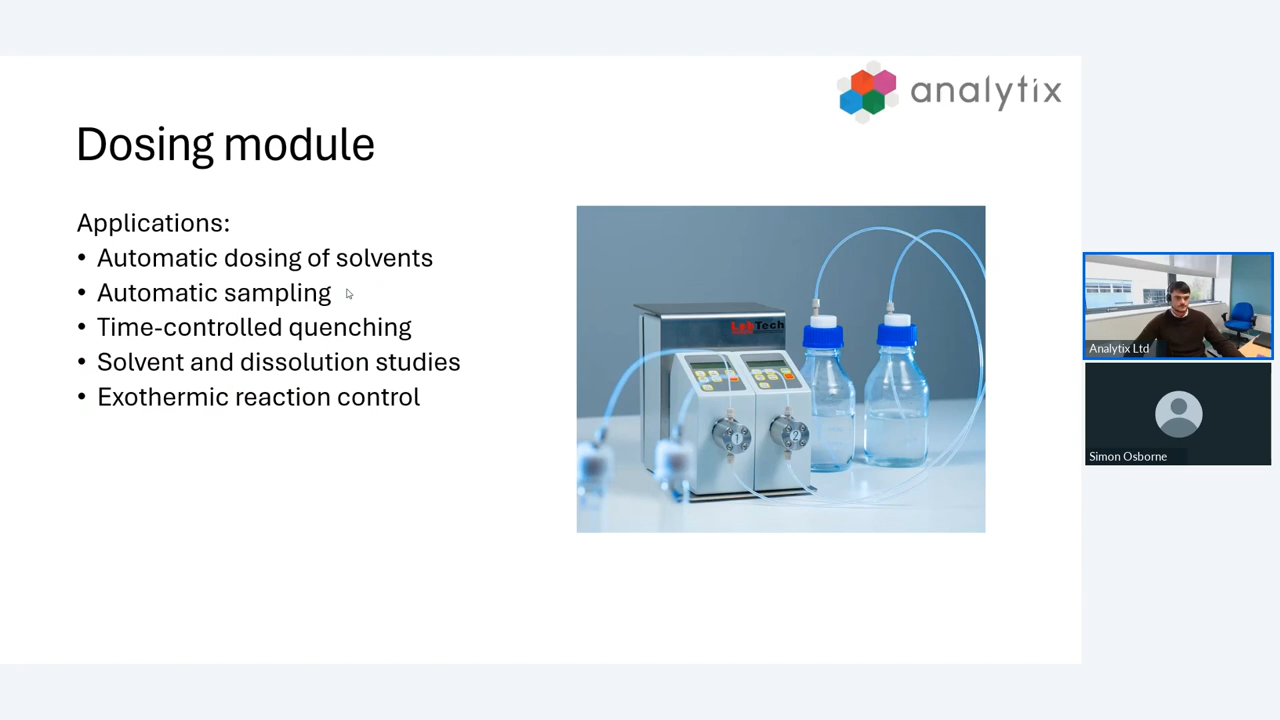 analytix
Dosing module
Applications:
• Automatic dosing of solvents
• Automatic sampling
• Time-controlled quenching
• Solvent and dissolution studies
• Exothermic reaction control
LabTech
1
2
Analytix Ltd
Simon Osborne